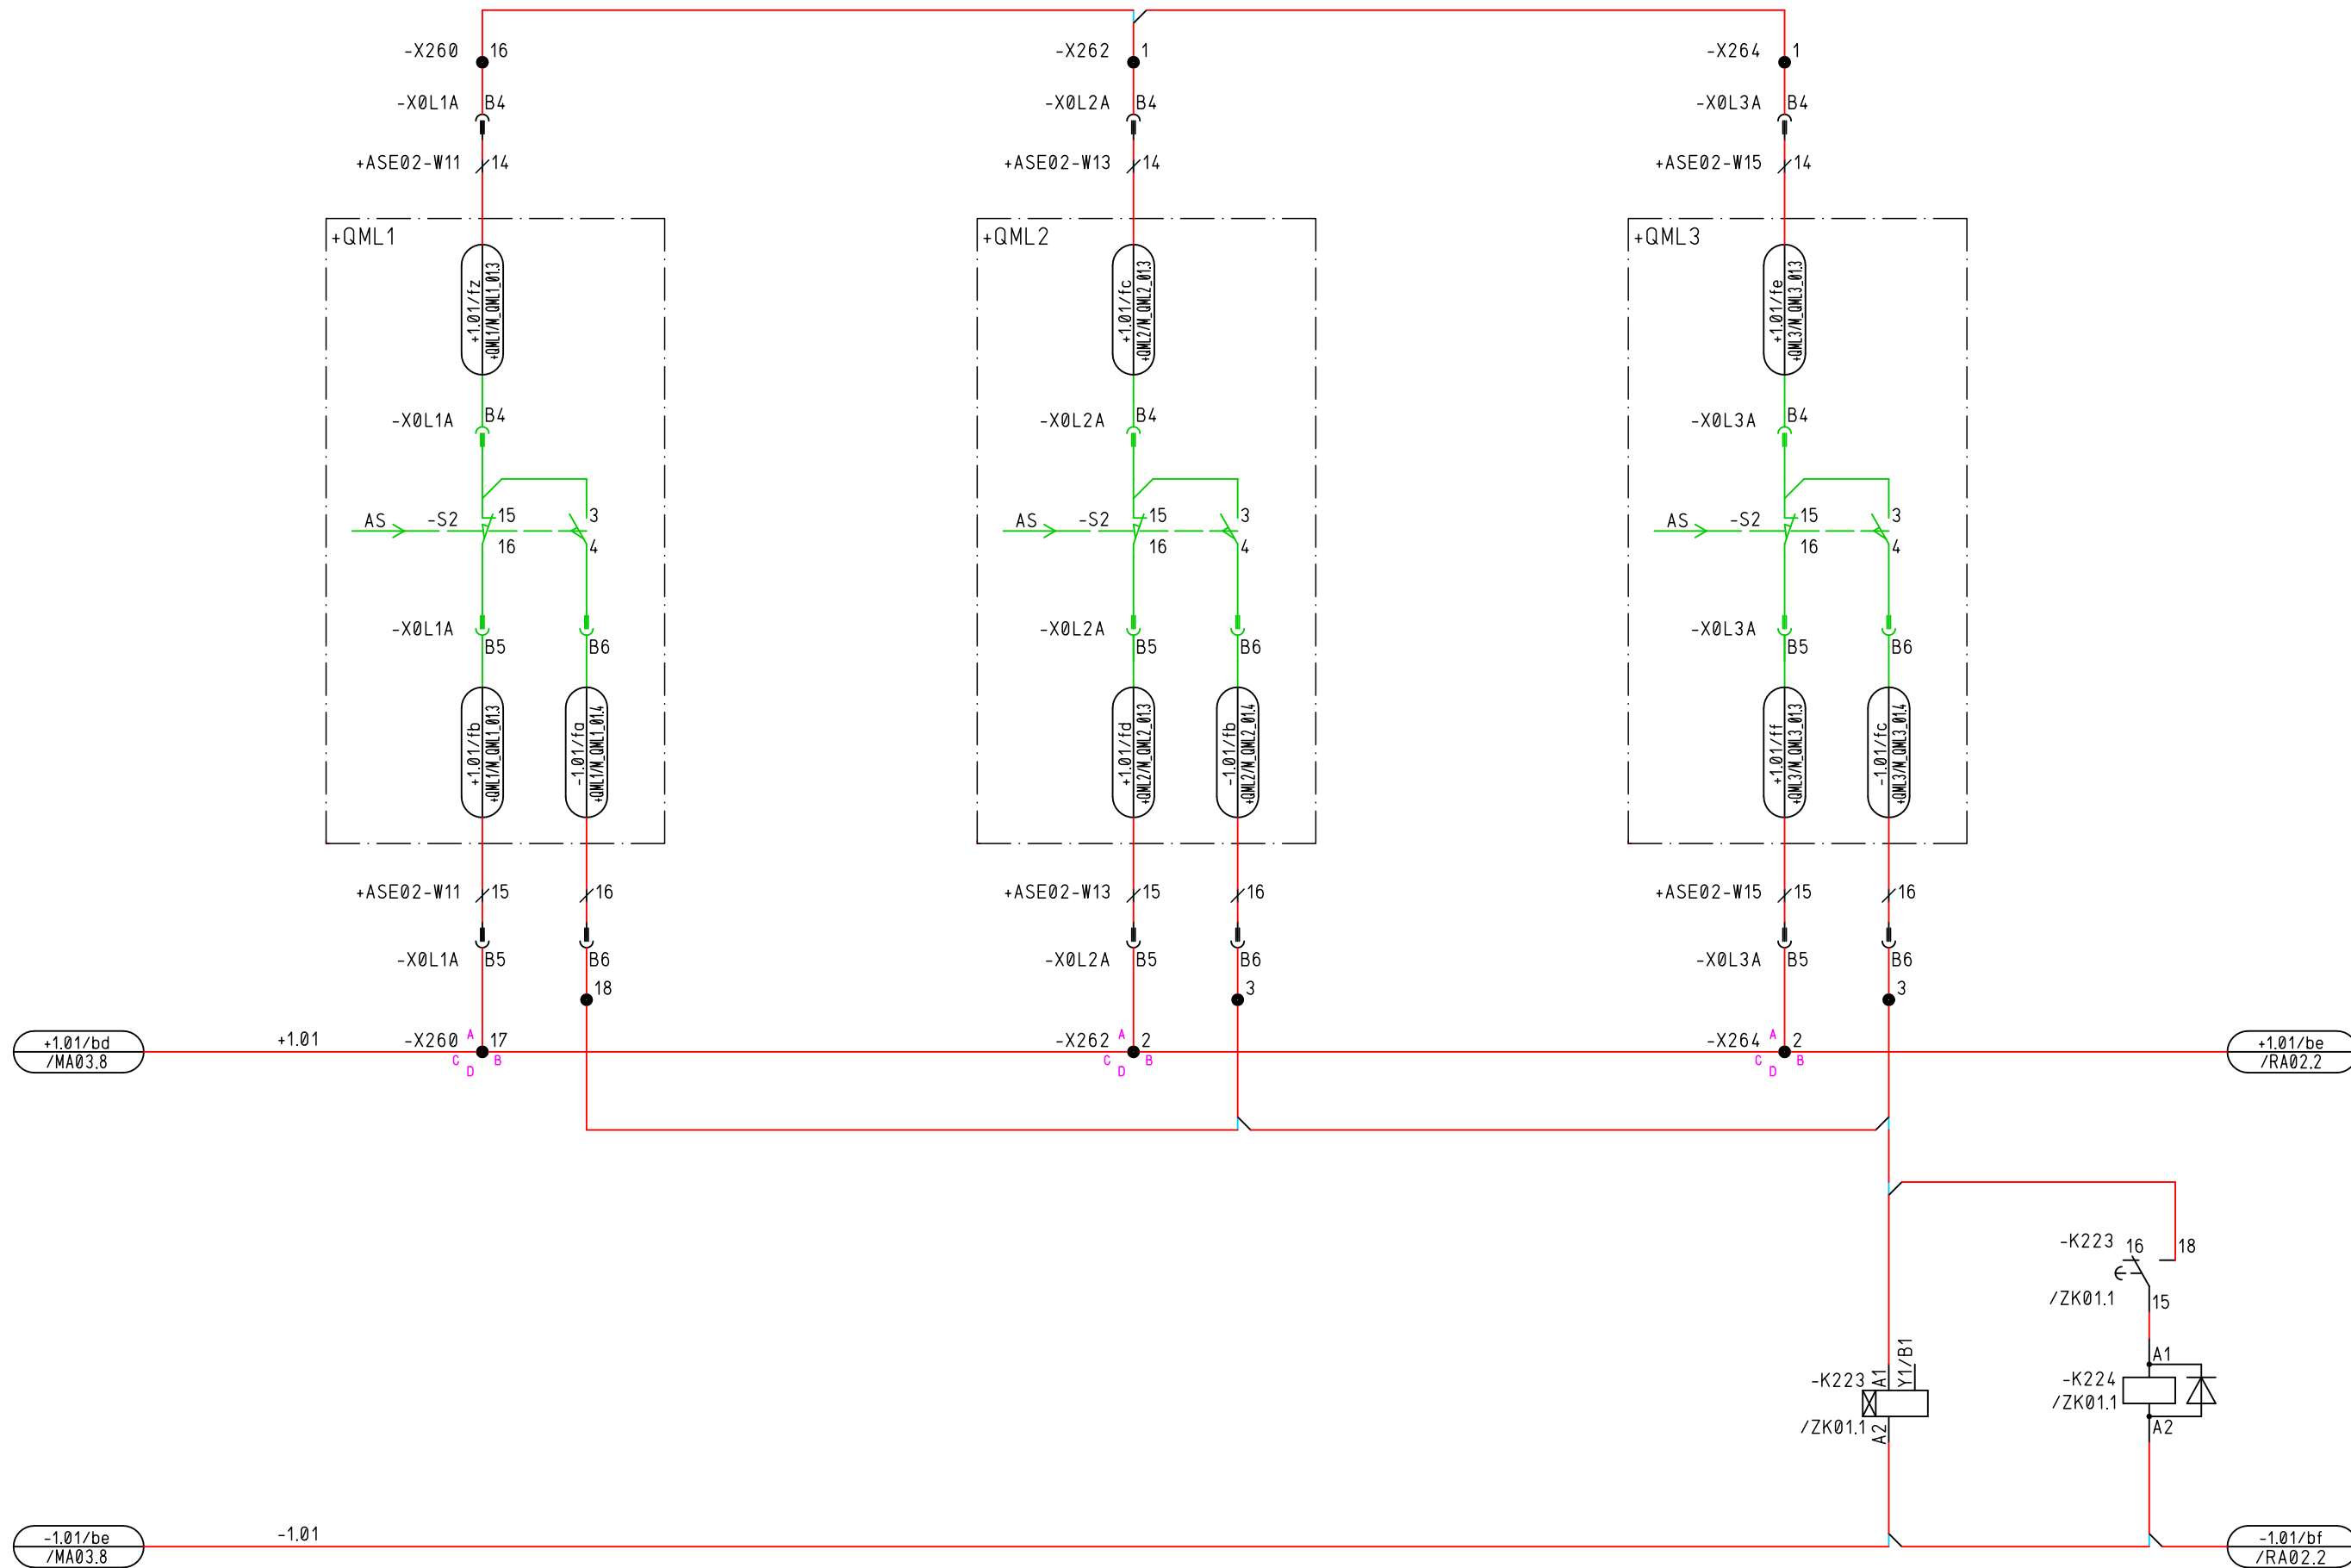 -X260 16 -X262 1 -X264 1
-X0L1A B4 -X0L2A B4 -X0L3A B4
+ASE02-W11 14 +ASE02-W13 14 +ASE02-W15 14
+QML1 +QML2 +QML3
+1.01/fz +QML1/M_QML1_01.3 +1.01/fc +QML2/M_QML2_01.3 +1.01/fe +QML3/M_QML3_01.3
-X0L1A B4 -X0L2A B4 -X0L3A B4
AS -S2 15 3 AS -S2 15 3 AS -S2 15 3
16 4 16 4 16 4
-X0L1A -X0L2A -X0L3A
B5 B6 B5 B6 B5 B6
+1.01/fb +QML1/M_QML1_01.3 -1.01/fa +QML1/M_QML1_01.4 +1.01/fd +QML2/M_QML2_01.3 -1.01/fb +QML2/M_QML2_01.4 +1.01/ff +QML3/M_QML3_01.3 -1.01/fc +QML3/M_QML3_01.4
+ASE02-W11 15 16 +ASE02-W13 15 16 +ASE02-W15 15 16
-X0L1A B5 B6 -X0L2A B5 B6 -X0L3A B5 B6
18 3 3
+1.01/bd +1.01 -X260 A 17 -X262 A 2 -X264 A 2 +1.01/be
/MA03.8 C B C B C B /RA02.2
D D D
-K223 16 18
/ZK01.1 15
A1 Y1/B1 A1
-K223 -K224
/ZK01.1 /ZK01.1
A2 A2
-1.01/be -1.01 -1.01/bf
/MA03.8 /RA02.2